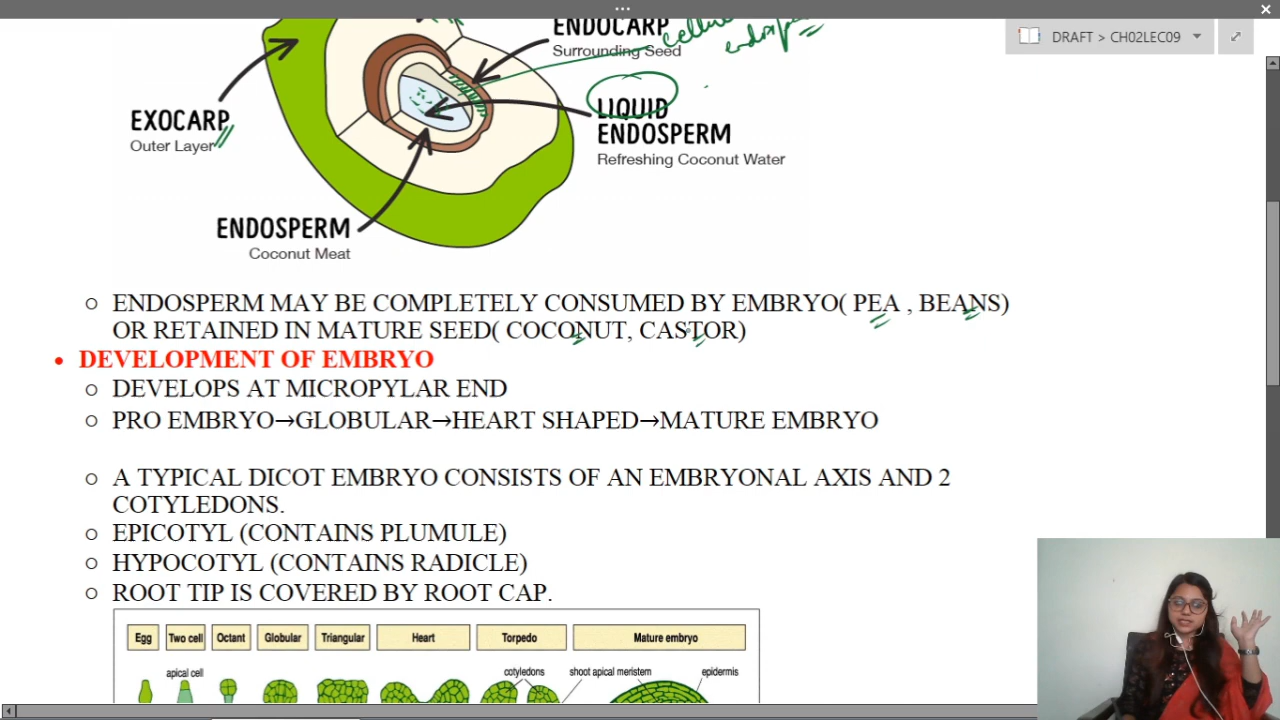 ...
DRAFT > CH02LEC09
ENDOCARP
Surrounding Seed
cellular
endosperm
LIQUID
ENDOSPERM
Refreshing Coconut Water
EXOCARP
Outer Layer
ENDOSPERM
Coconut Meat
○ ENDOSPERM MAY BE COMPLETELY CONSUMED BY EMBRYO( PEA , BEANS)
OR RETAINED IN MATURE SEED( COCONUT, CASTOR)
• DEVELOPMENT OF EMBRYO
○ DEVELOPS AT MICROPYLAR END
○ PRO EMBRYO→GLOBULAR→HEART SHAPED→MATURE EMBRYO
○ A TYPICAL DICOT EMBRYO CONSISTS OF AN EMBRYONAL AXIS AND 2
COTYLEDONS.
○ EPICOTYL (CONTAINS PLUMULE)
○ HYPOCOTYL (CONTAINS RADICLE)
○ ROOT TIP IS COVERED BY ROOT CAP.
Egg Two cell Octant Globular Triangular Heart Torpedo Mature embryo
apical cell cotyledons shoot apical meristem epidermis